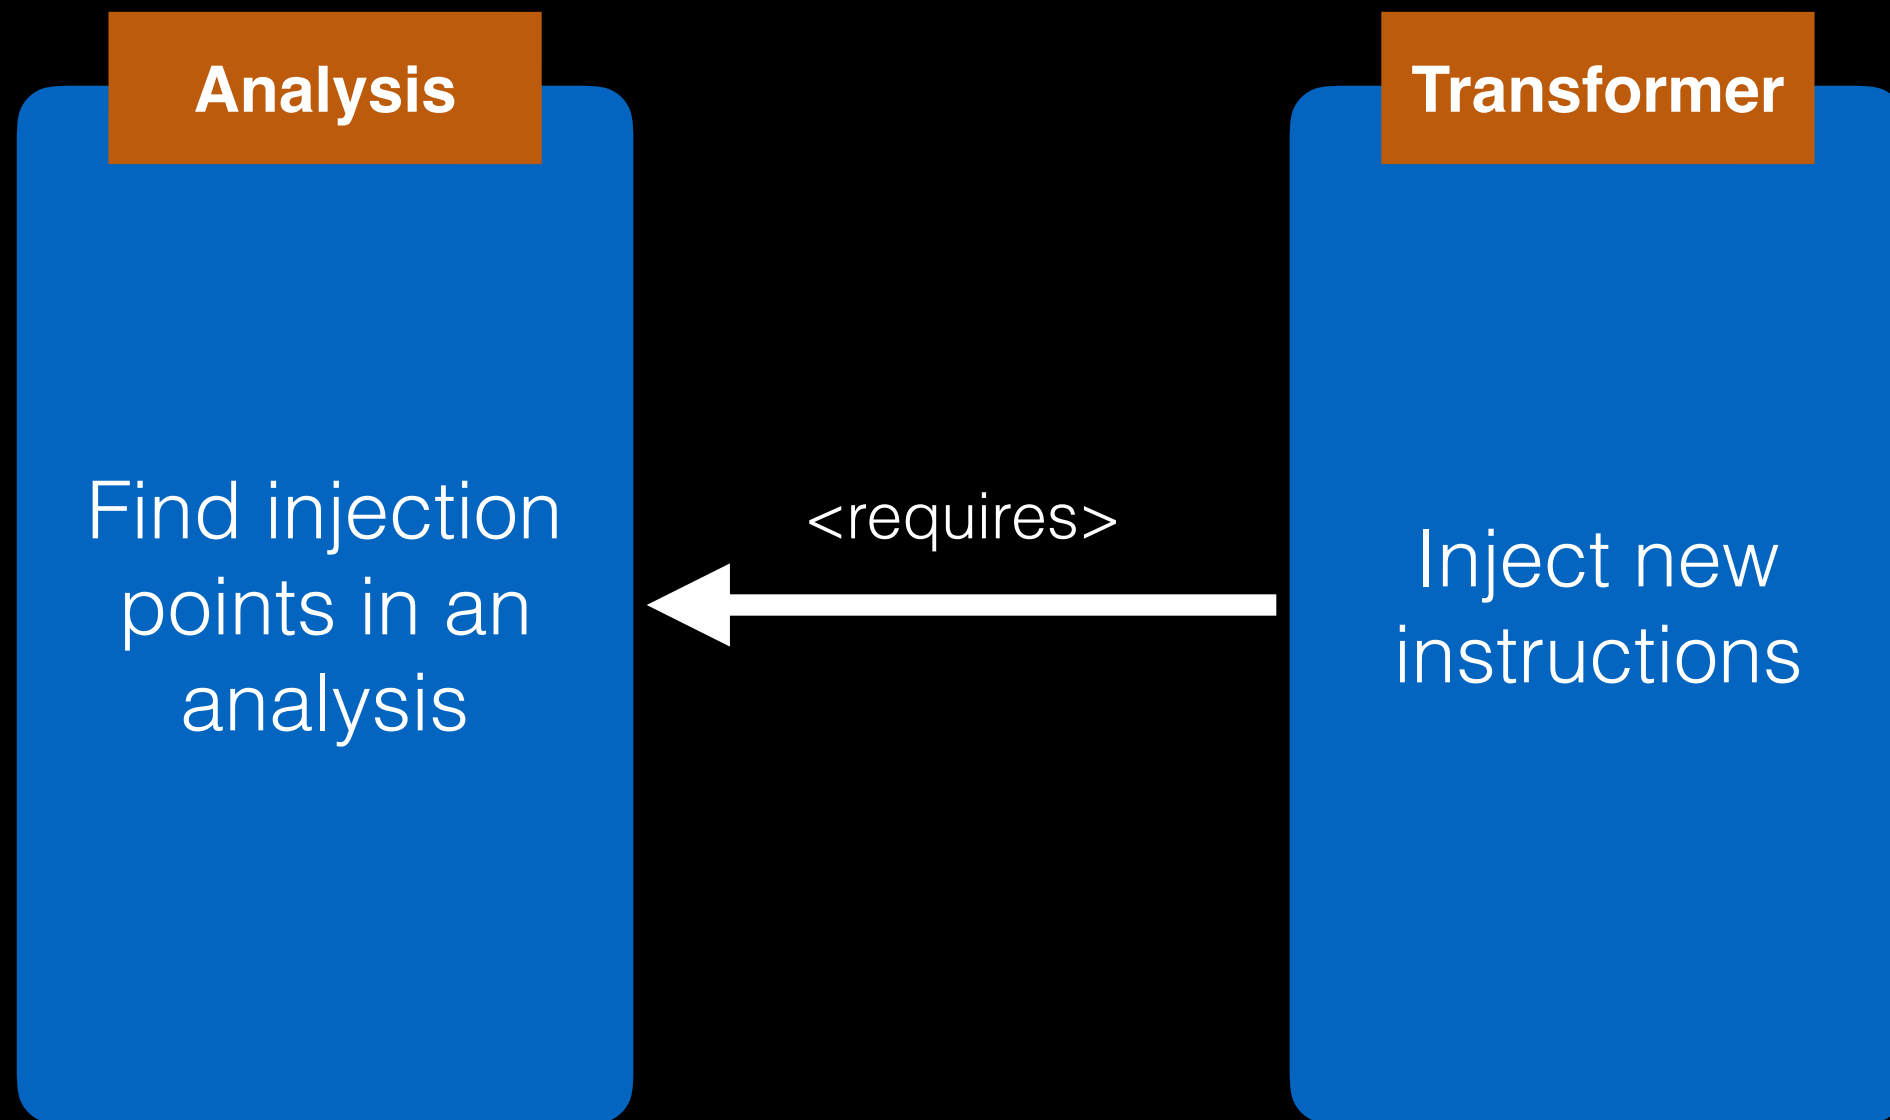 Analysis
Find injection
points in an
analysis
<requires>
Transformer
Inject new
instructions